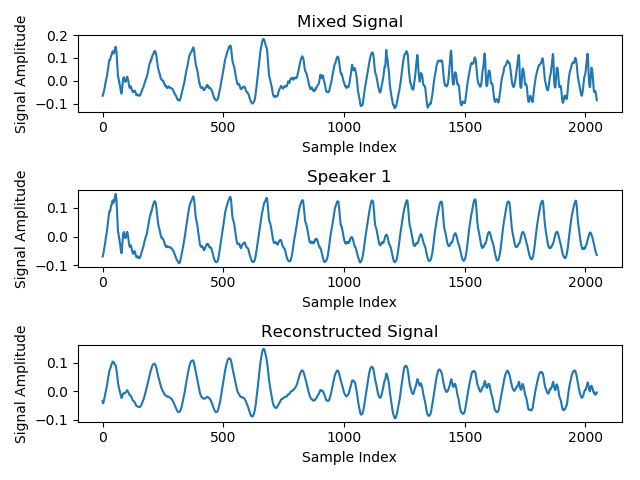 Mixed Signal
Signal Amplitude
0.2
0.1
0.0
−0.1
0 500 1000 1500 2000
Sample Index
Speaker 1
Signal Amplitude
0.1
0.0
−0.1
0 500 1000 1500 2000
Sample Index
Reconstructed Signal
Signal Amplitude
0.1
0.0
−0.1
0 500 1000 1500 2000
Sample Index